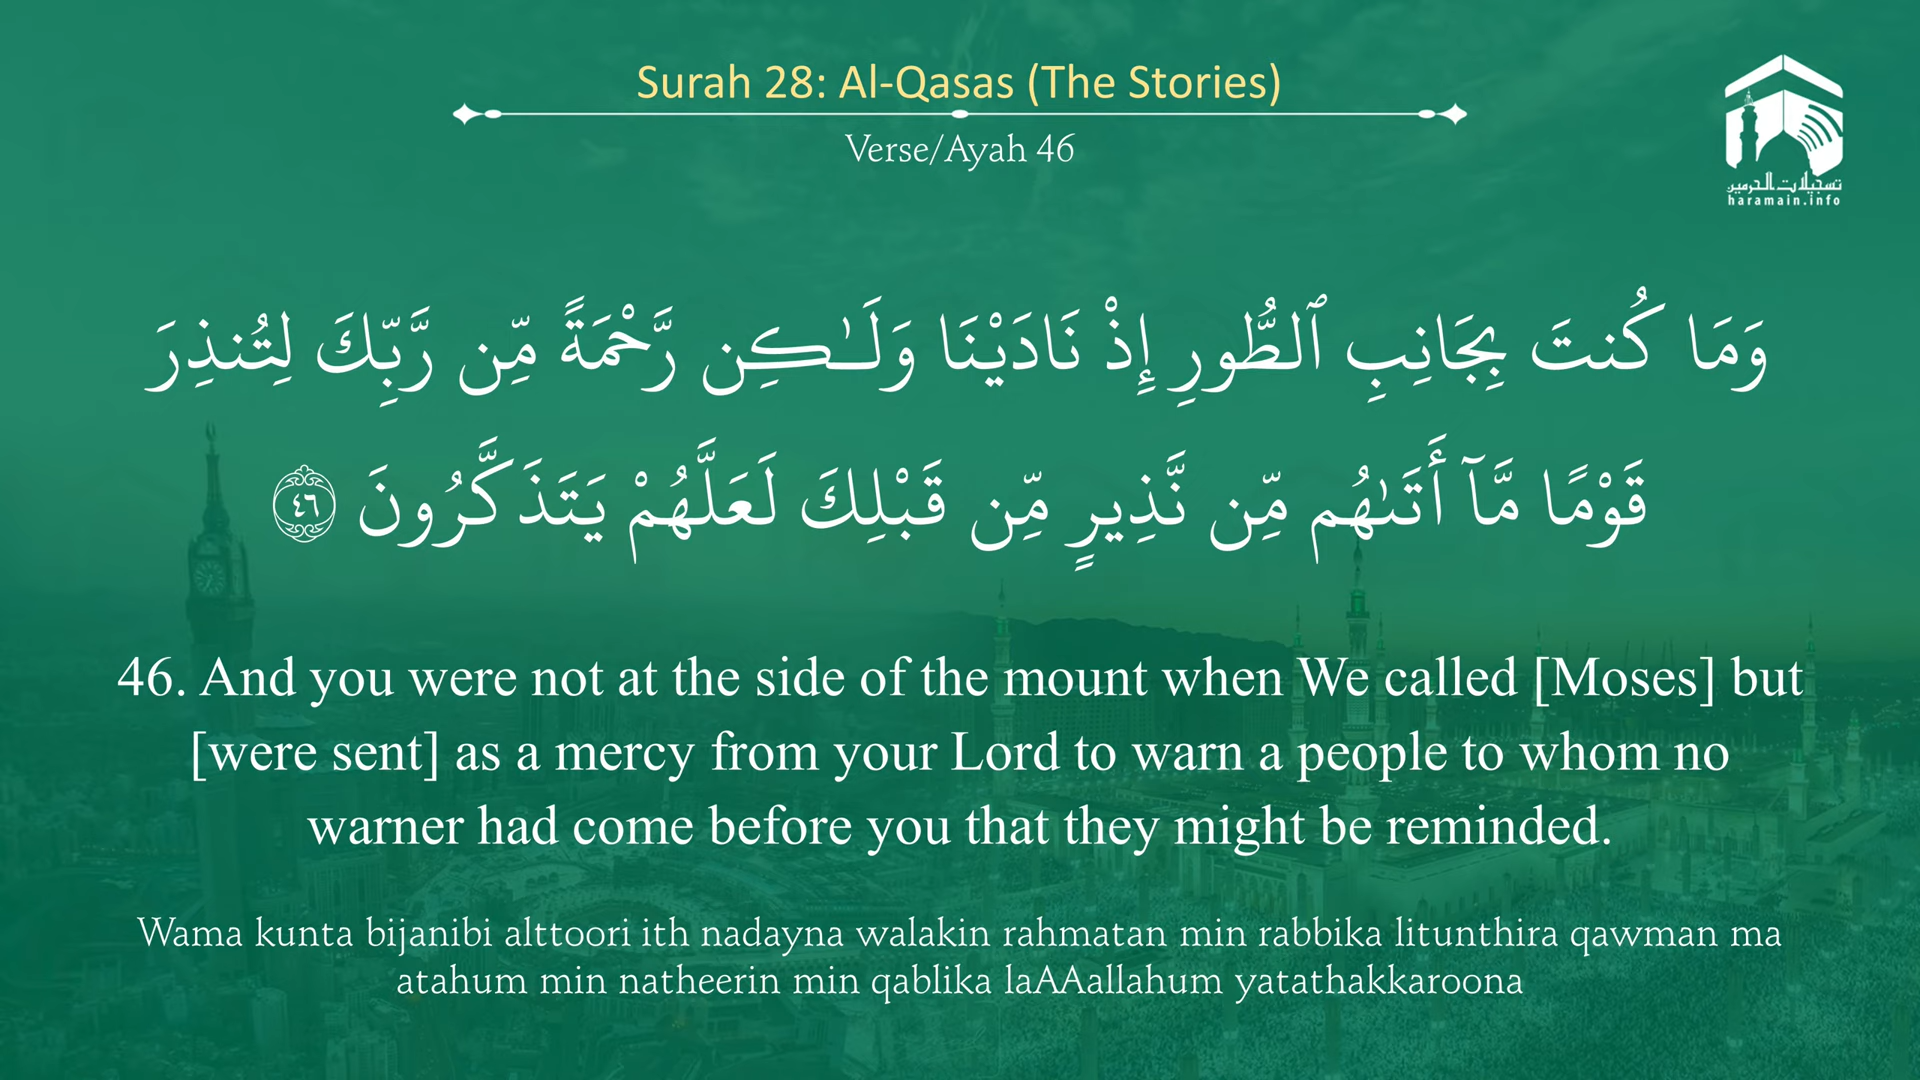 Surah 28: Al-Qasas (The Stories)
Verse/Ayah 46
تسجيلات الحرمين
haramain.info
وَمَا كُنتَ بِجَانِبِ ٱلطُّورِ إِذْ نَادَيْنَا وَلَـٰكِن رَّحْمَةً مِّن رَّبِّكَ لِتُنذِرَ
قَوْمًا مَّآ أَتَىٰهُم مِّن نَّذِيرٍ مِّن قَبْلِكَ لَعَلَّهُمْ يَتَذَكَّرُونَ ٤٦
46. And you were not at the side of the mount when We called [Moses] but
[were sent] as a mercy from your Lord to warn a people to whom no
warner had come before you that they might be reminded.
Wama kunta bijanibi alttoori ith nadayna walakin rahmatan min rabbika litunthira qawman ma
atahum min natheerin min qablika laAAallahum yatathakkaroona